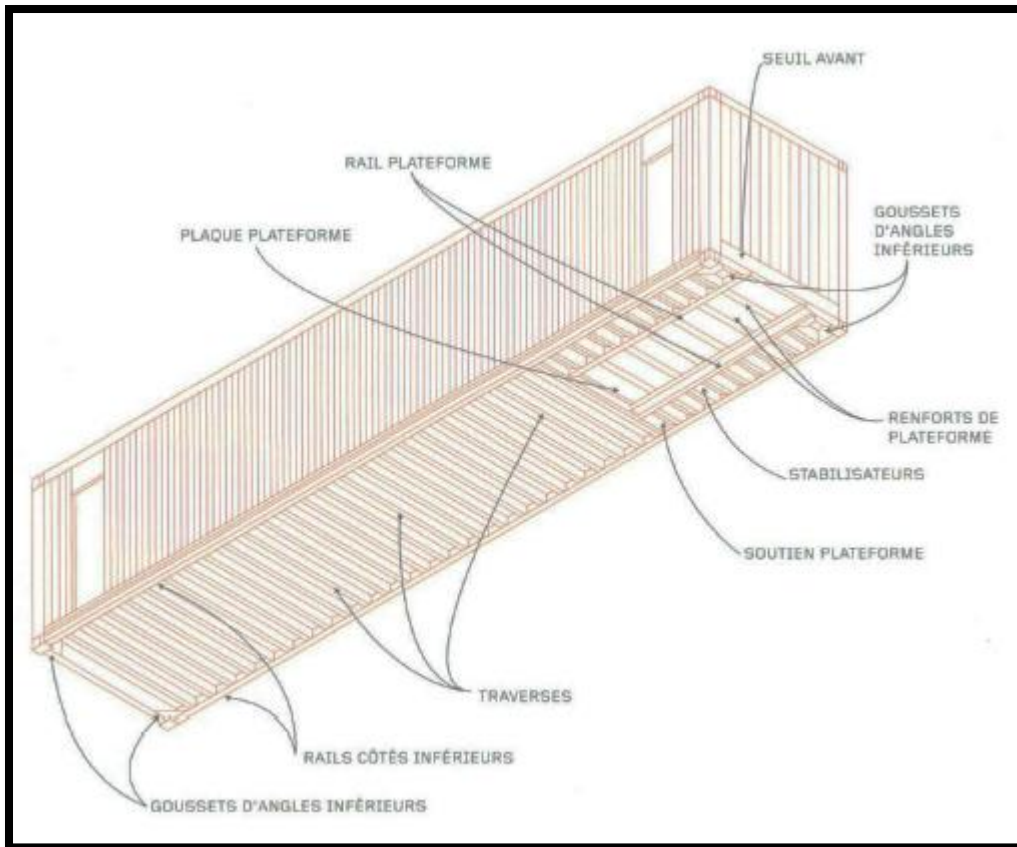 SEUIL AVANT
RAIL PLATEFORME
GOUSSETS
D'ANGLES
INFÉRIEURS
PLAQUE PLATEFORME
RENFORTS DE
PLATEFORME
STABILISATEURS
SOUTIEN PLATEFORME
TRAVERSES
RAILS CÔTÉS INFÉRIEURS
GOUSSETS D'ANGLES INFÉRIEURS